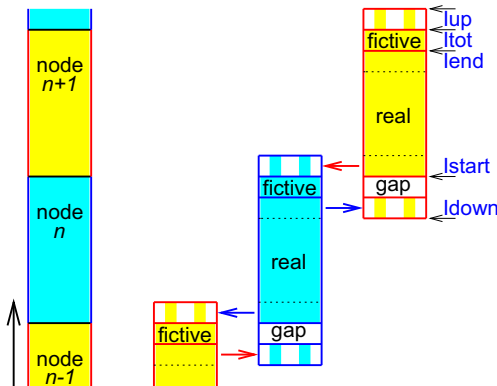 node
n+1
node
n
node
n-1
fictive
fictive
real
gap
fictive
real
gap
lup
ltot
lend
lstart
ldown